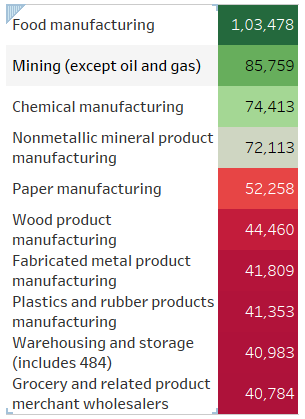 Food manufacturing 1,03,478
Mining (except oil and gas) 85,759
Chemical manufacturing 74,413
Nonmetallic mineral product
manufacturing 72,113
Paper manufacturing 52,258
Wood product
manufacturing 44,460
Fabricated metal product
manufacturing 41,809
Plastics and rubber products
manufacturing 41,353
Warehousing and storage
(includes 484) 40,983
Grocery and related product
merchant wholesalers 40,784